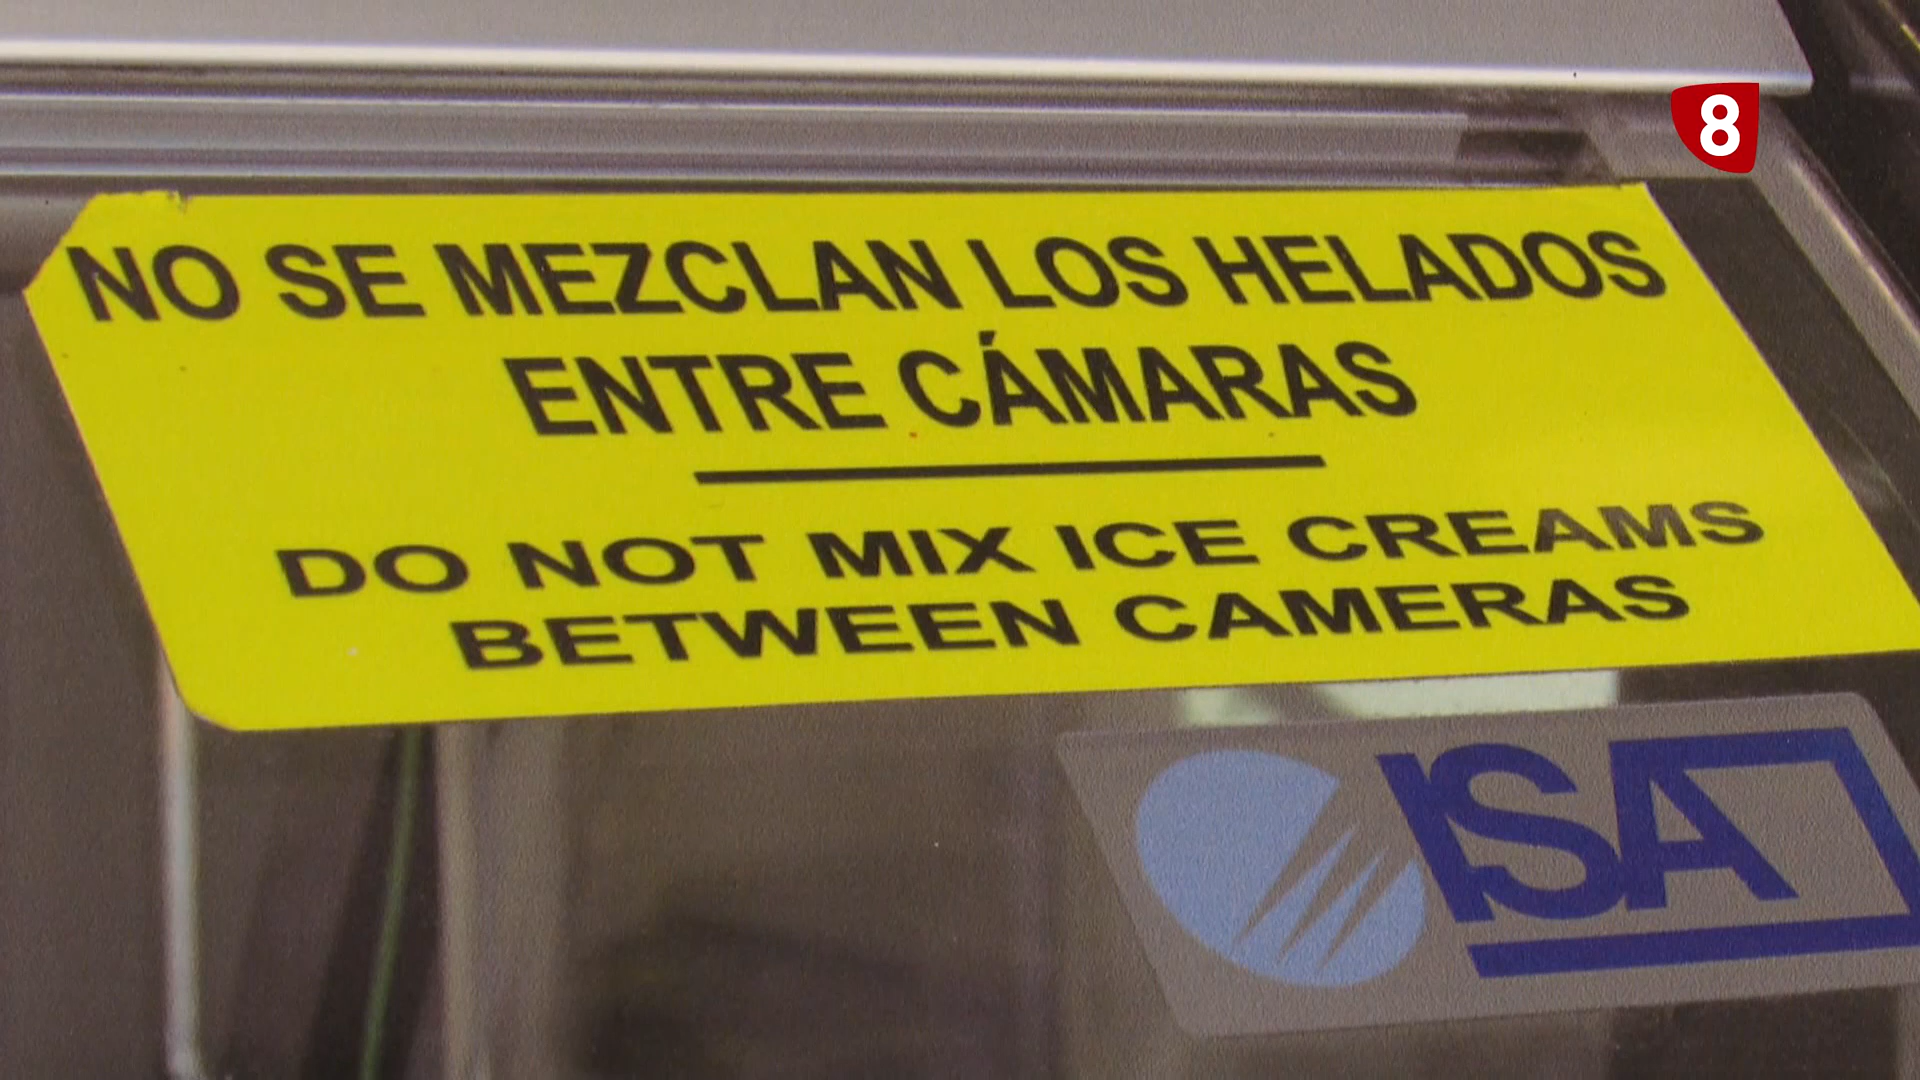 8
NO SE MEZCLAN LOS HELADOS
ENTRE CÁMARAS
DO NOT MIX ICE CREAMS
BETWEEN CAMERAS
ISA